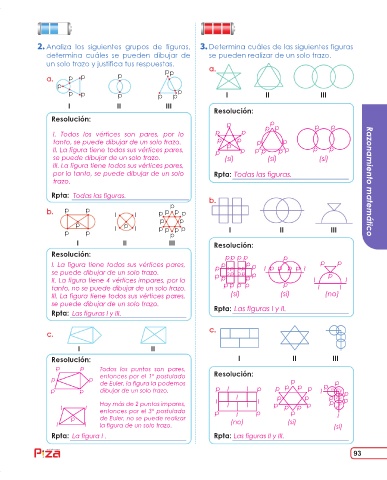 2. Analiza los siguientes grupos de figuras,
determina cuáles se pueden dibujar de
un solo trazo y justifica tus respuestas.
a.
P P P P P P P P P P
I II III
Resolución:
I. Todos los vértices son pares, por lo
tanto, se puede dibujar de un solo trazo.
II. La figura tiene todos sus vértices pares,
se puede dibujar de un solo trazo.
III. La figura tiene todos sus vértices pares,
por lo tanto, se puede dibujar de un solo
trazo.
Rpta: Todas las figuras.
b.
I II III
Resolución:
I. La figura tiene todos sus vértices pares,
se puede dibujar de un solo trazo.
II. La figura tiene 4 vértices impares, por lo
tanto, no se puede dibujar de un solo trazo.
III. La figura tiene todos sus vértices pares,
se puede dibujar de un solo trazo.
Rpta: Las figuras I y III.
c.
I II
Resolución:
Todos los puntos son pares,
entonces por el 1° postulado
de Euler, la figura la podemos
dibujar de un solo trazo.
Hay más de 2 puntos impares,
entonces por el 3° postulado
de Euler, no se puede realizar
la figura de un solo trazo.
Rpta: La figura I .
3. Determina cuáles de las siguientes figuras
se pueden realizar de un solo trazo.
a.
I II III
Resolución:
(si) (si) (si)
Rpta: Todas las figuras.
b.
I II III
Resolución:
(si) (si) (no)
Rpta: Las figuras I y II.
c.
I II III
Resolución:
(no) (si) (si)
Rpta: Las figuras II y III.
Razonamiento matemático
93